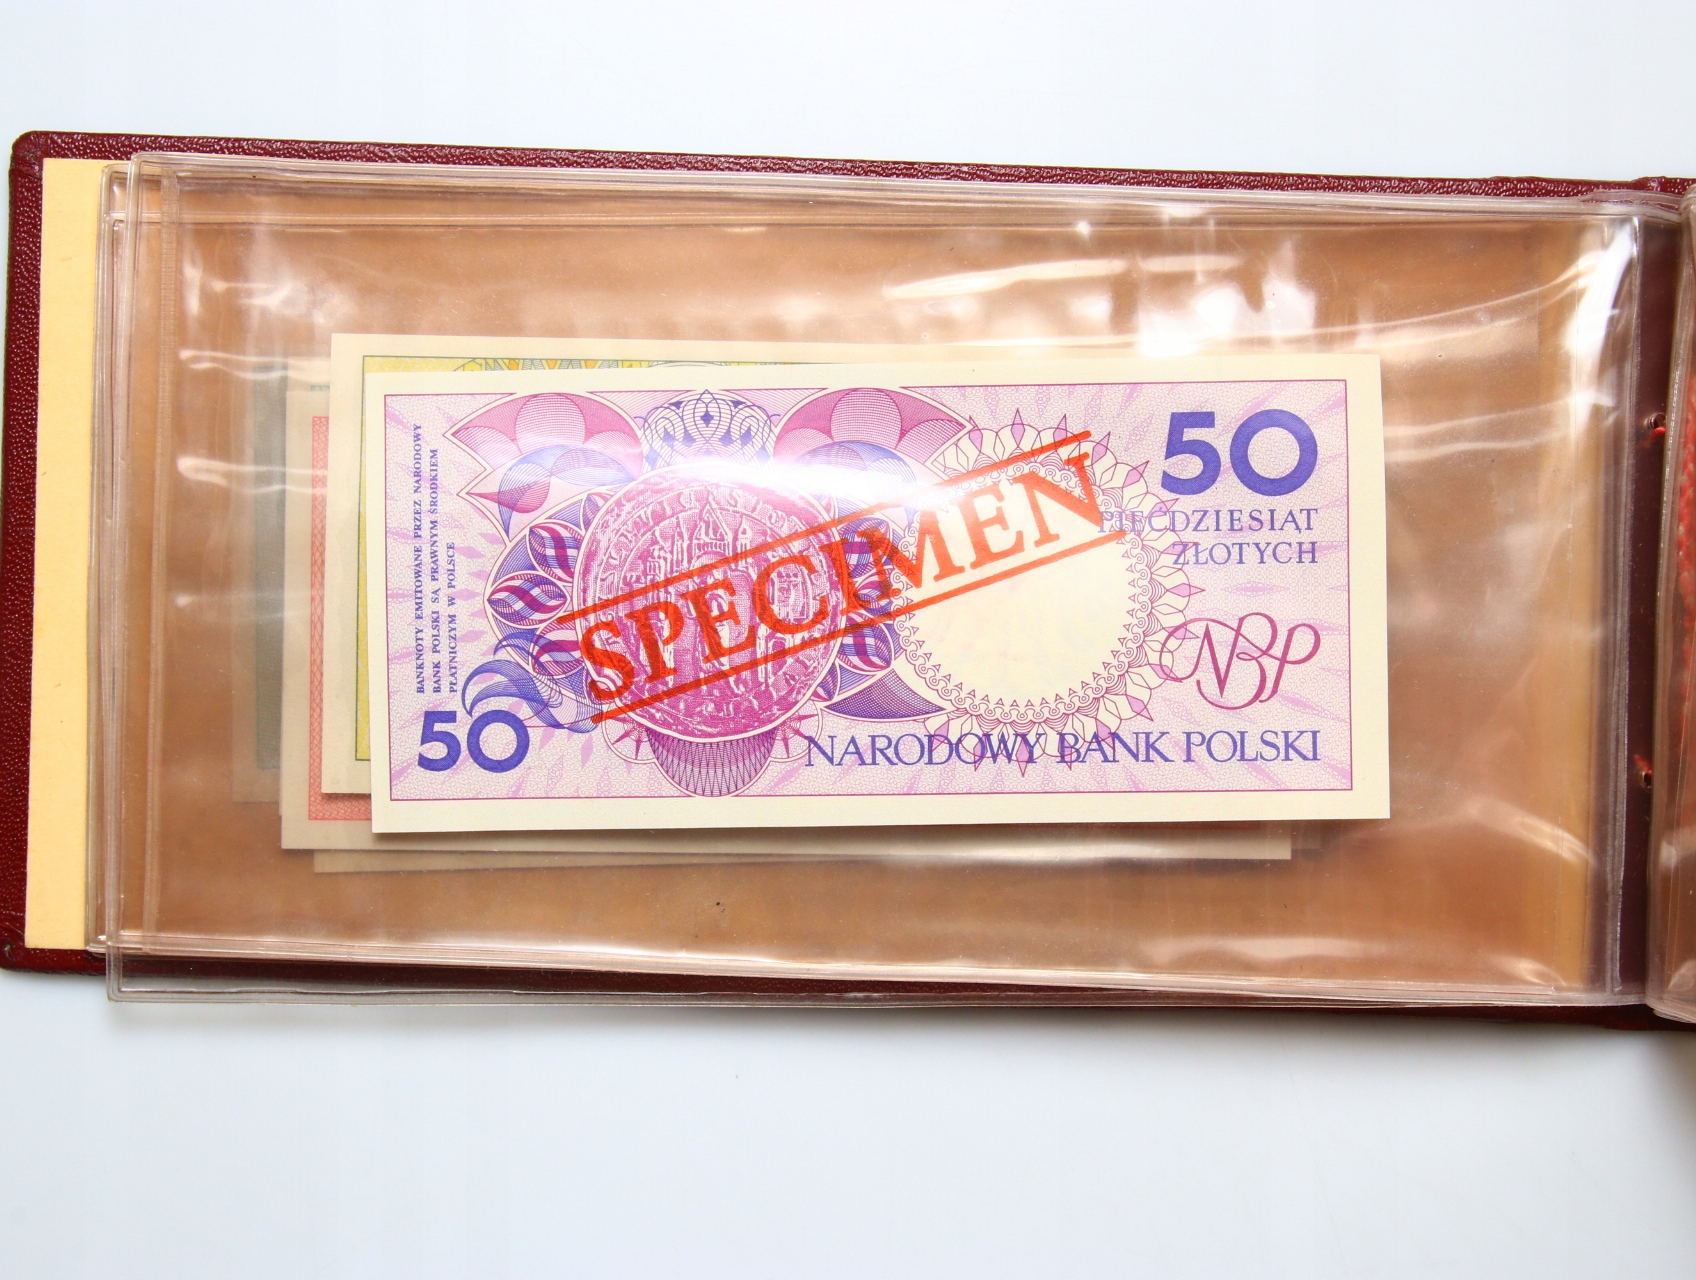 BANKNOTY EMITOWANE PRZEZ NARODOWY
BANK POLSKI SĄ PRAWNYM ŚRODKIEM
PŁATNICZYM W POLSCE
50
SPECIMEN
50
PIĘĆDZIESIĄT
ZŁOTYCH
NBP
NARODOWY BANK POLSKI